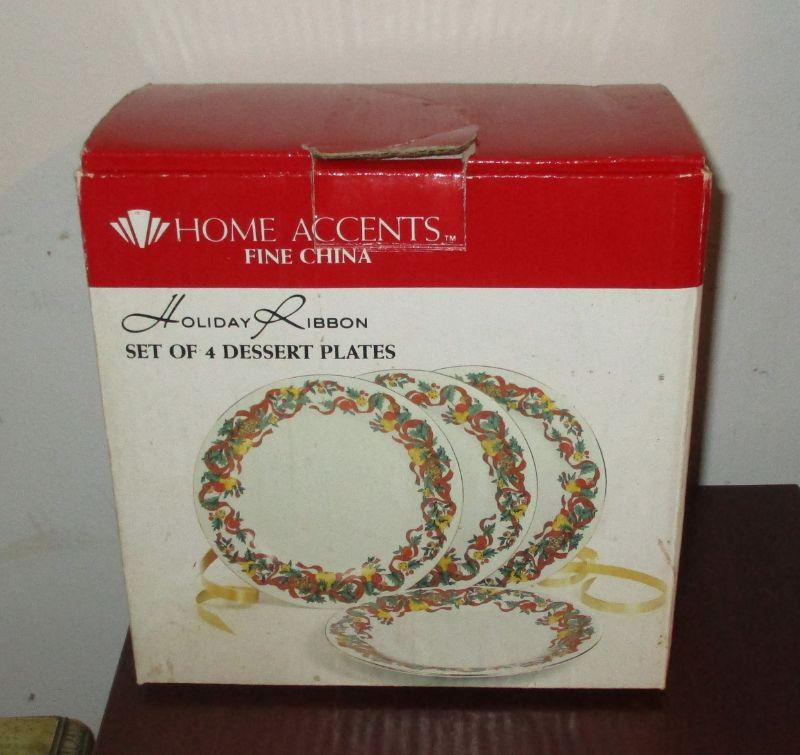 HOME ACCENTS™
FINE CHINA
HOLIDAY RIBBON
SET OF 4 DESSERT PLATES